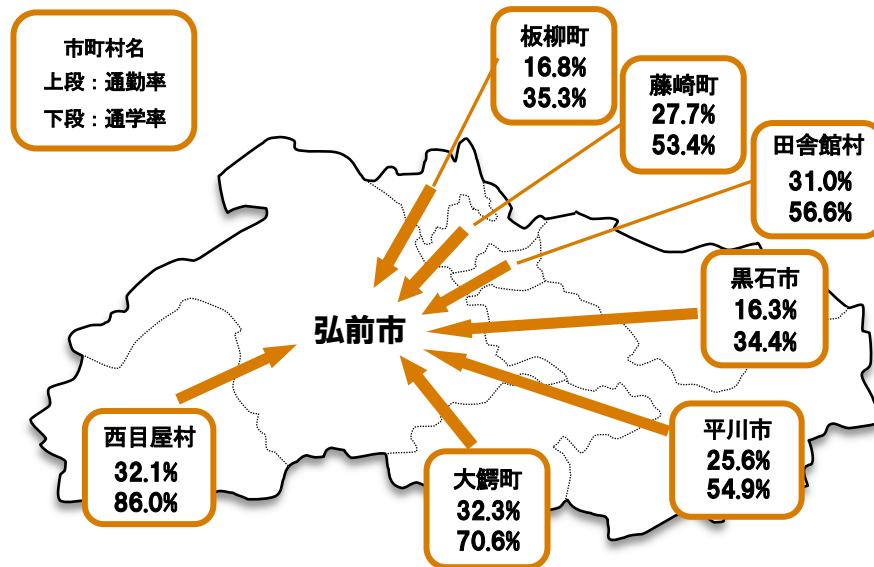 市町村名
上段：通勤率
下段：通学率
板柳町
16.8%
35.3%
藤崎町
27.7%
53.4%
田舎館村
31.0%
56.6%
黒石市
16.3%
34.4%
弘前市
西目屋村
32.1%
86.0%
大鰐町
32.3%
70.6%
平川市
25.6%
54.9%